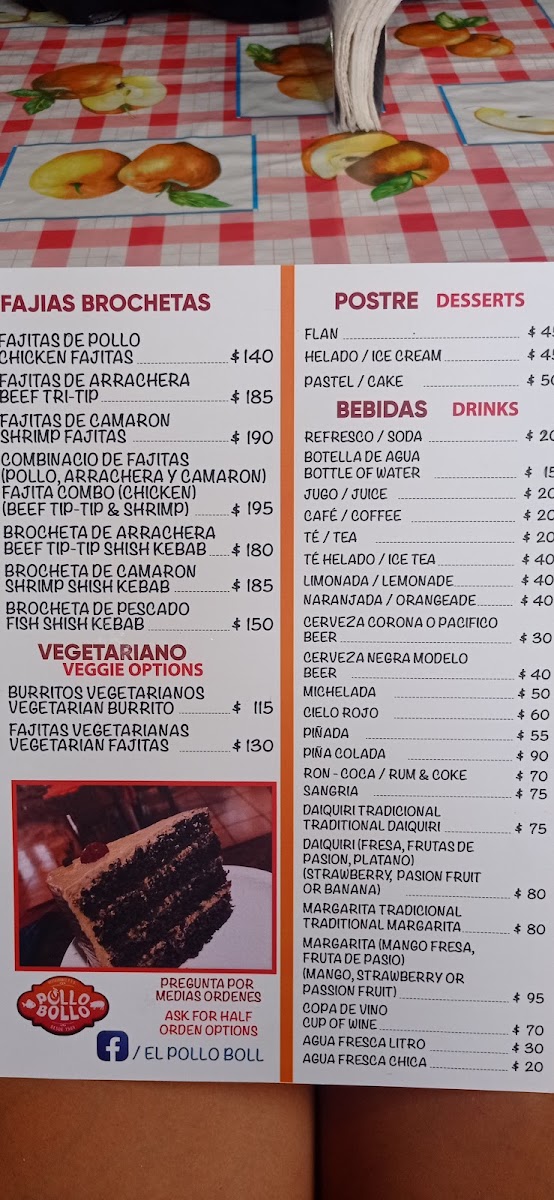 FAJIAS BROCHETAS
FAJITAS DE POLLO
CHICKEN FAJITAS $ 140
FAJITAS DE ARRACHERA
BEEF TRI-TIP $ 185
FAJITAS DE CAMARON
SHRIMP FAJITAS $ 190
COMBINACIO DE FAJITAS
(POLLO, ARRACHERA Y CAMARON)
FAJITA COMBO (CHICKEN)
(BEEF TIP-TIP & SHRIMP) $ 195
BROCHETA DE ARRACHERA
BEEF TIP-TIP SHISH KEBAB $ 180
BROCHETA DE CAMARON
SHRIMP SHISH KEBAB $ 185
BROCHETA DE PESCADO
FISH SHISH KEBAB $ 150
VEGETARIANO
VEGGIE OPTIONS
BURRITOS VEGETARIANOS
VEGETARIAN BURRITO $ 115
FAJITAS VEGETARIANAS
VEGETARIAN FAJITAS $ 130
POLLO
BOLLO
PREGUNTA POR
MEDIAS ORDENES
ASK FOR HALF
ORDEN OPTIONS
f / EL POLLO BOLL
POSTRE DESSERTS
FLAN $ 45
HELADO / ICE CREAM $ 45
PASTEL / CAKE $ 50
BEBIDAS DRINKS
REFRESCO / SODA $ 20
BOTELLA DE AGUA
BOTTLE OF WATER $ 15
JUGO / JUICE $ 20
CAFÉ / COFFEE $ 20
TÉ / TEA $ 20
TÉ HELADO / ICE TEA $ 40
LIMONADA / LEMONADE $ 40
NARANJADA / ORANGEADE $ 40
CERVEZA CORONA O PACIFICO
BEER $ 30
CERVEZA NEGRA MODELO
BEER $ 40
MICHELADA $ 50
CIELO ROJO $ 60
PIÑADA $ 55
PIÑA COLADA $ 90
RON - COCA / RUM & COKE $ 70
SANGRIA $ 75
DAIQUIRI TRADICIONAL
TRADITIONAL DAIQUIRI $ 75
DAIQUIRI (FRESA, FRUTAS DE
PASION, PLATANO)
(STRAWBERRY, PASION FRUIT
OR BANANA) $ 80
MARGARITA TRADICIONAL
TRADITIONAL MARGARITA $ 80
MARGARITA (MANGO FRESA,
FRUTA DE PASIO)
(MANGO, STRAWBERRY OR
PASSION FRUIT) $ 95
COPA DE VINO
CUP OF WINE $ 70
AGUA FRESCA LITRO $ 30
AGUA FRESCA CHICA $ 20